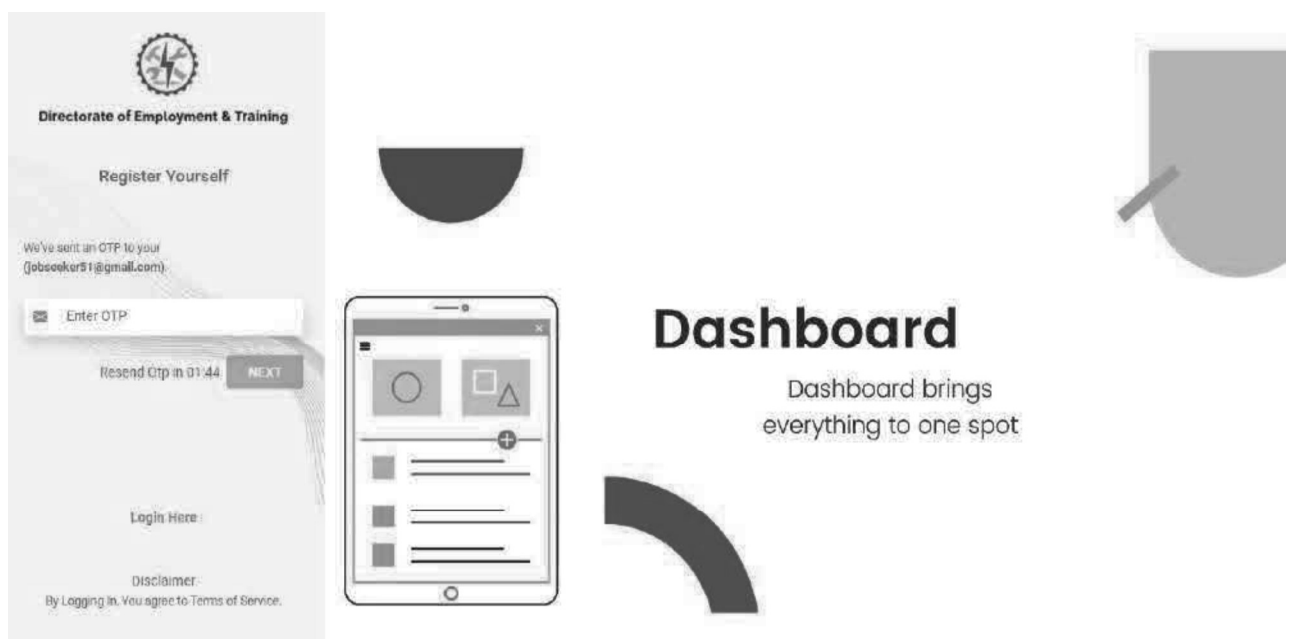 Directorate of Employment & Training
Register Yourself
We've sent an OTP to your
(jobseeker51@gmail.com)
Enter OTP
Resend Otp in 01:44
NEXT
Login Here
Disclaimer:-
By Logging In, You agree to Terms of Service.
Dashboard
Dashboard brings
everything to one spot